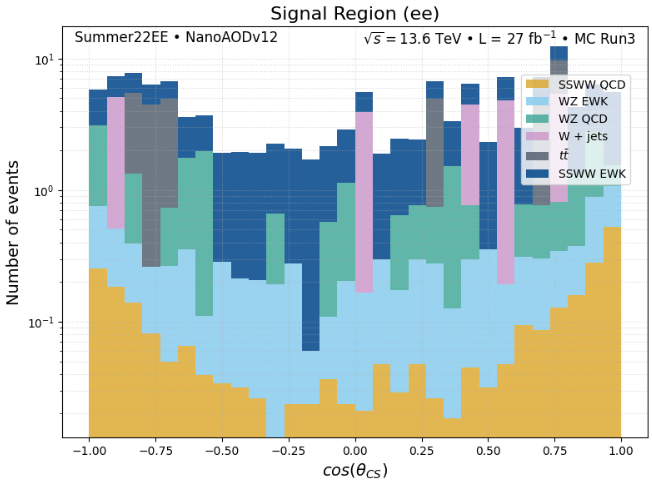 Signal Region (ee)
Summer22EE • NanoAODv12
√s = 13.6 TeV • L = 27 fb⁻¹ • MC Run3
SSWW QCD
WZ EWK
WZ QCD
W + jets
tt̄
SSWW EWK
Number of events
10¹
10⁰
10⁻¹
−1.00 −0.75 −0.50 −0.25 0.00 0.25 0.50 0.75 1.00
cos(θ_CS)